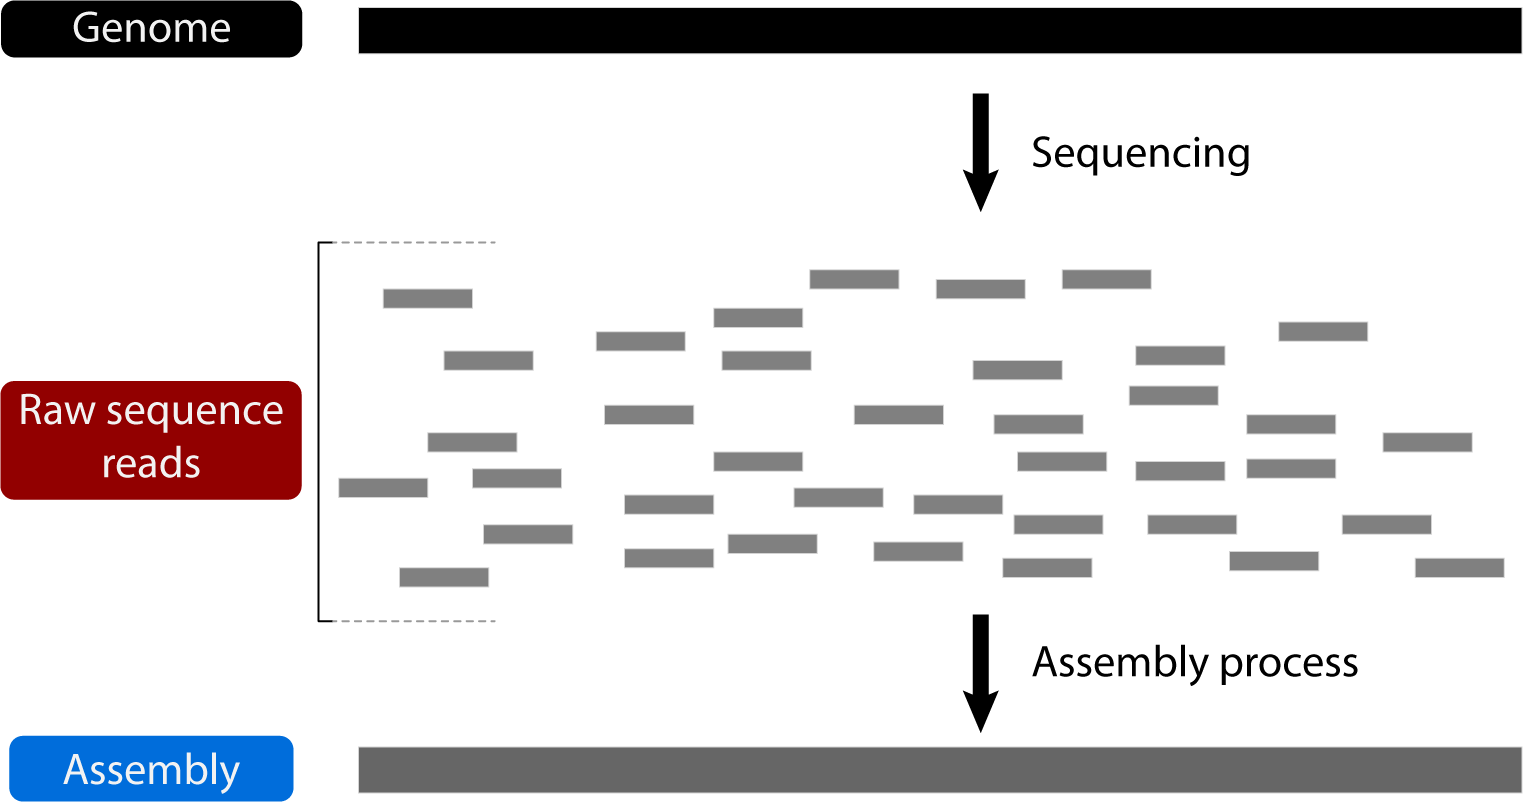 Genome
Sequencing
Raw sequence
reads
Assembly process
Assembly